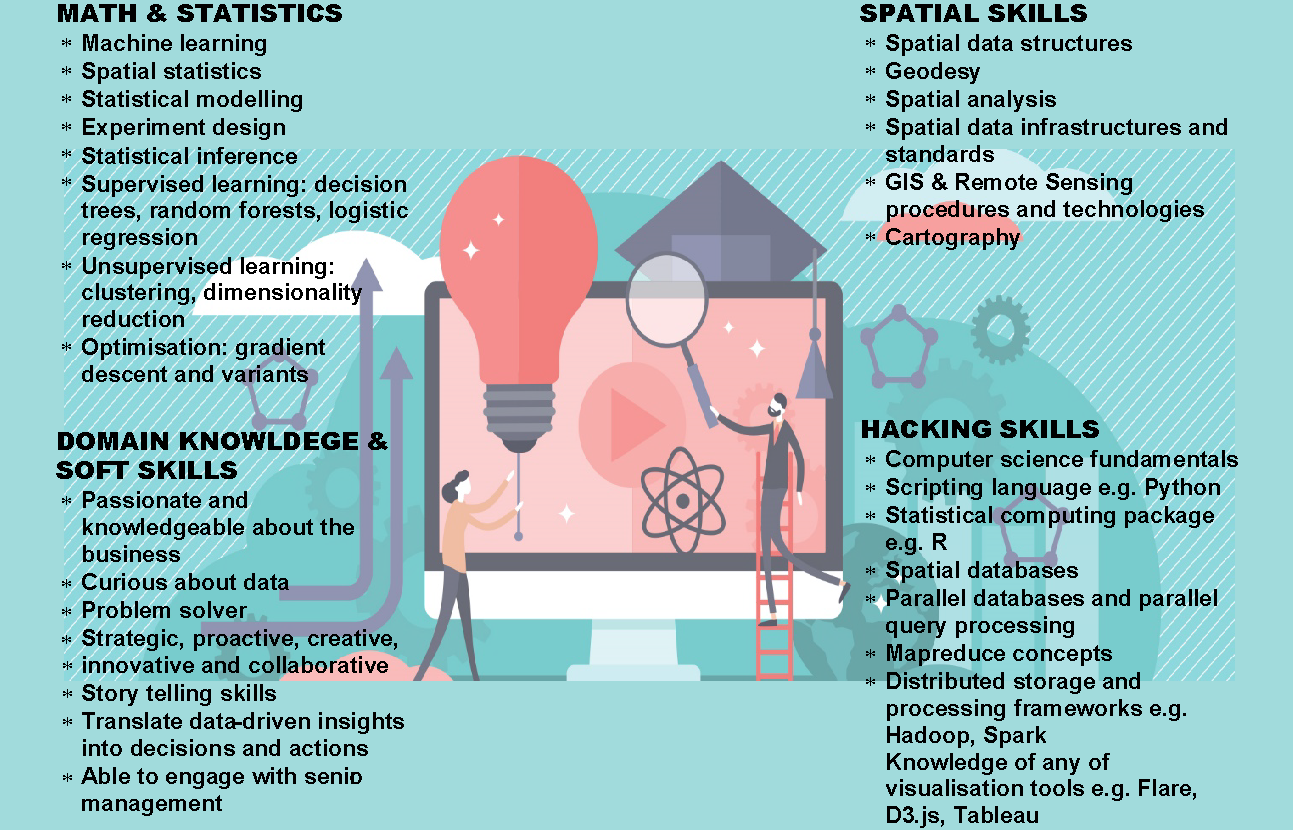 MATH & STATISTICS
* Machine learning
* Spatial statistics
* Statistical modelling
* Experiment design
* Statistical inference
* Supervised learning: decision
trees, random forests, logistic
regression
* Unsupervised learning:
clustering, dimensionality
reduction
* Optimisation: gradient
descent and variants
DOMAIN KNOWLDEGE &
SOFT SKILLS
* Passionate and
knowledgeable about the
business
* Curious about data
* Problem solver
* Strategic, proactive, creative,
* innovative and collaborative
* Story telling skills
* Translate data-driven insights
into decisions and actions
* Able to engage with senio
management
SPATIAL SKILLS
* Spatial data structures
* Geodesy
* Spatial analysis
* Spatial data infrastructures and
standards
* GIS & Remote Sensing
procedures and technologies
* Cartography
HACKING SKILLS
* Computer science fundamentals
* Scripting language e.g. Python
* Statistical computing package
e.g. R
* Spatial databases
* Parallel databases and parallel
query processing
* Mapreduce concepts
* Distributed storage and
processing frameworks e.g.
Hadoop, Spark
Knowledge of any of
visualisation tools e.g. Flare,
D3.js, Tableau